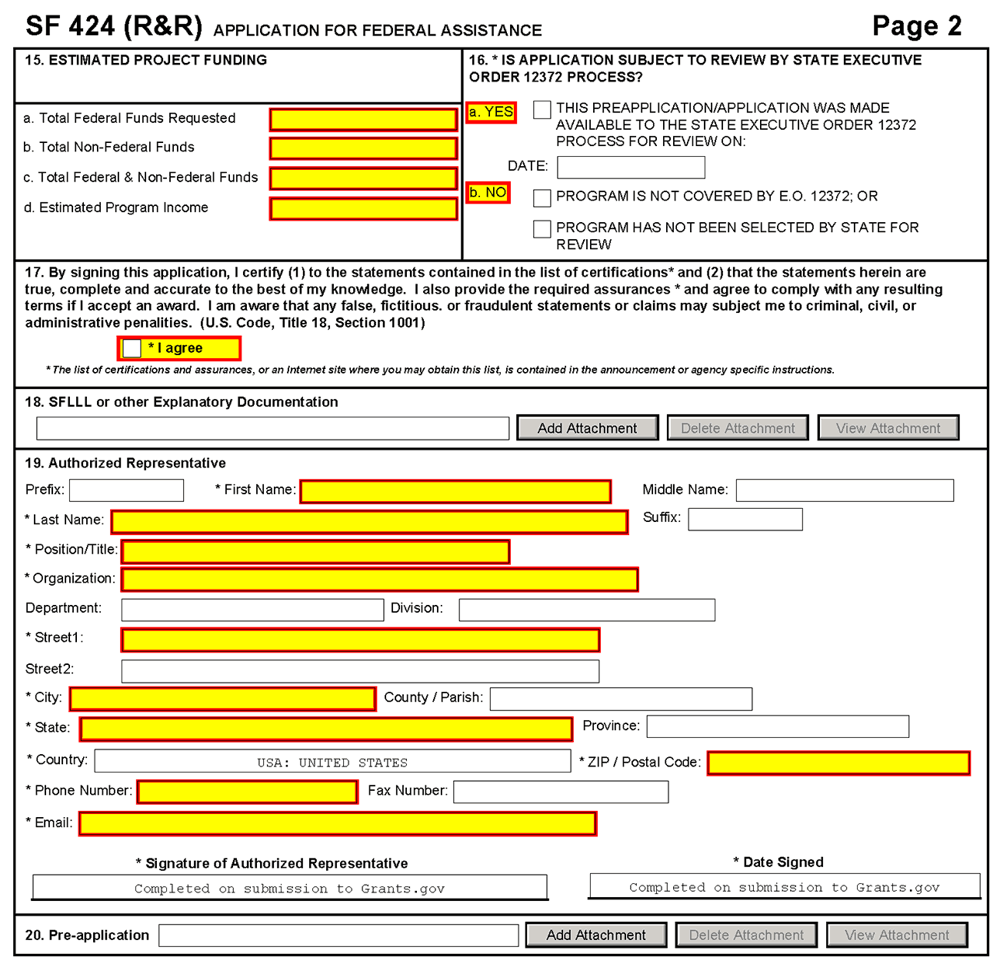 SF 424 (R&R) APPLICATION FOR FEDERAL ASSISTANCE Page 2
15. ESTIMATED PROJECT FUNDING
a. Total Federal Funds Requested
b. Total Non-Federal Funds
c. Total Federal & Non-Federal Funds
d. Estimated Program Income
16. * IS APPLICATION SUBJECT TO REVIEW BY STATE EXECUTIVE
ORDER 12372 PROCESS?
a. YES THIS PREAPPLICATION/APPLICATION WAS MADE
AVAILABLE TO THE STATE EXECUTIVE ORDER 12372
PROCESS FOR REVIEW ON:
DATE:
b. NO PROGRAM IS NOT COVERED BY E.O. 12372; OR
PROGRAM HAS NOT BEEN SELECTED BY STATE FOR
REVIEW
17. By signing this application, I certify (1) to the statements contained in the list of certifications* and (2) that the statements herein are
true, complete and accurate to the best of my knowledge. I also provide the required assurances * and agree to comply with any resulting
terms if I accept an award. I am aware that any false, fictitious. or fraudulent statements or claims may subject me to criminal, civil, or
administrative penalities. (U.S. Code, Title 18, Section 1001)
* I agree
* The list of certifications and assurances, or an Internet site where you may obtain this list, is contained in the announcement or agency specific instructions.
18. SFLLL or other Explanatory Documentation
Add Attachment Delete Attachment View Attachment
19. Authorized Representative
Prefix: * First Name: Middle Name:
* Last Name: Suffix:
* Position/Title:
* Organization:
Department: Division:
* Street1:
Street2:
* City: County / Parish:
* State: Province:
* Country: USA: UNITED STATES * ZIP / Postal Code:
* Phone Number: Fax Number:
* Email:
* Signature of Authorized Representative * Date Signed
Completed on submission to Grants.gov Completed on submission to Grants.gov
20. Pre-application Add Attachment Delete Attachment View Attachment